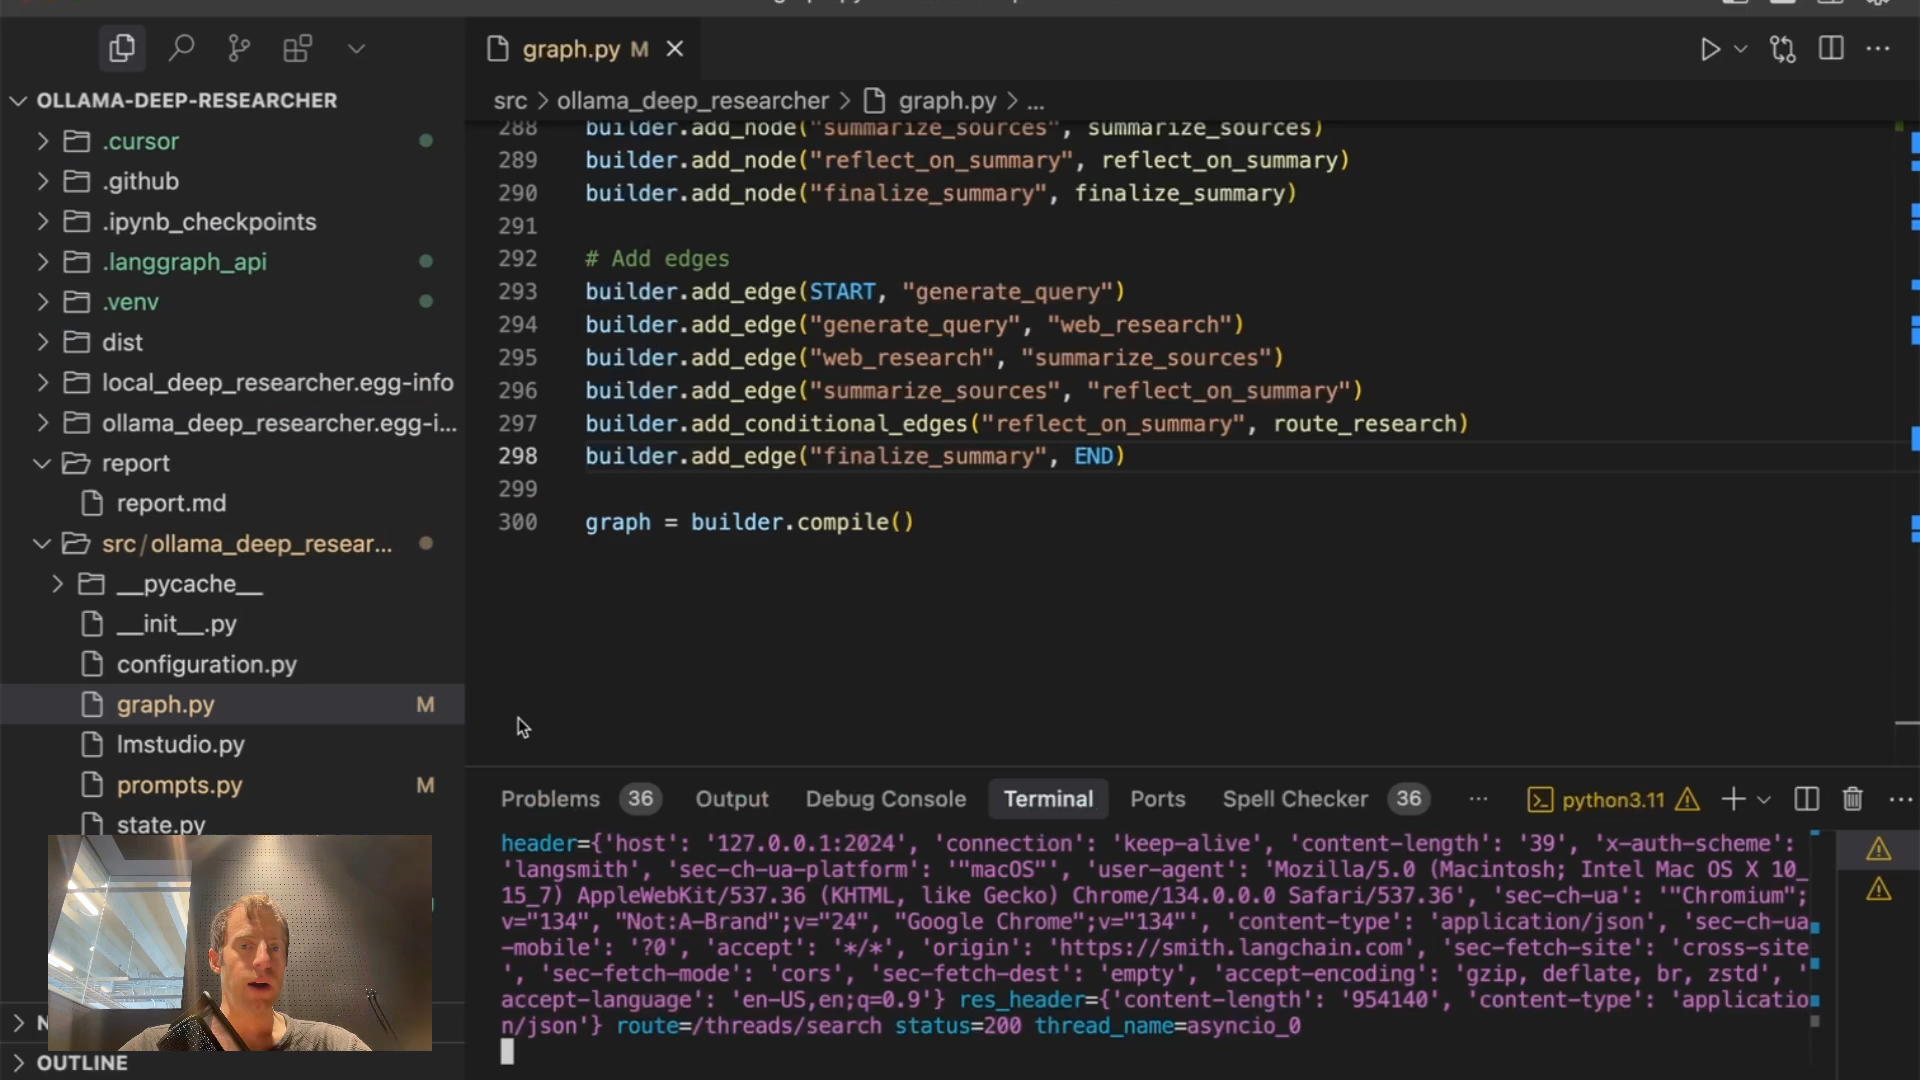 graph.py M
OLLAMA-DEEP-RESEARCHER
.cursor
.github
.ipynb_checkpoints
.langgraph_api
.venv
dist
local_deep_researcher.egg-info
ollama_deep_researcher.egg-i...
report
report.md
src/ollama_deep_resear...
__pycache__
__init__.py
configuration.py
graph.py M
lmstudio.py
prompts.py M
state.py
OUTLINE
src > ollama_deep_researcher > graph.py > ...
288 builder.add_node("summarize_sources", summarize_sources)
289 builder.add_node("reflect_on_summary", reflect_on_summary)
290 builder.add_node("finalize_summary", finalize_summary)
291
292 # Add edges
293 builder.add_edge(START, "generate_query")
294 builder.add_edge("generate_query", "web_research")
295 builder.add_edge("web_research", "summarize_sources")
296 builder.add_edge("summarize_sources", "reflect_on_summary")
297 builder.add_conditional_edges("reflect_on_summary", route_research)
298 builder.add_edge("finalize_summary", END)
299
300 graph = builder.compile()
Problems 36 Output Debug Console Terminal Ports Spell Checker 36 ... python3.11
header={'host': '127.0.0.1:2024', 'connection': 'keep-alive', 'content-length': '39', 'x-auth-scheme':
'langsmith', 'sec-ch-ua-platform': '"macOS"', 'user-agent': 'Mozilla/5.0 (Macintosh; Intel Mac OS X 10_
15_7) AppleWebKit/537.36 (KHTML, like Gecko) Chrome/134.0.0.0 Safari/537.36', 'sec-ch-ua': '"Chromium";
v="134", "Not:A-Brand";v="24", "Google Chrome";v="134"', 'content-type': 'application/json', 'sec-ch-ua
-mobile': '?0', 'accept': '*/*', 'origin': 'https://smith.langchain.com', 'sec-fetch-site': 'cross-site
', 'sec-fetch-mode': 'cors', 'sec-fetch-dest': 'empty', 'accept-encoding': 'gzip, deflate, br, zstd', '
accept-language': 'en-US,en;q=0.9'} res_header={'content-length': '954140', 'content-type': 'applicatio
n/json'} route=/threads/search status=200 thread_name=asyncio_0